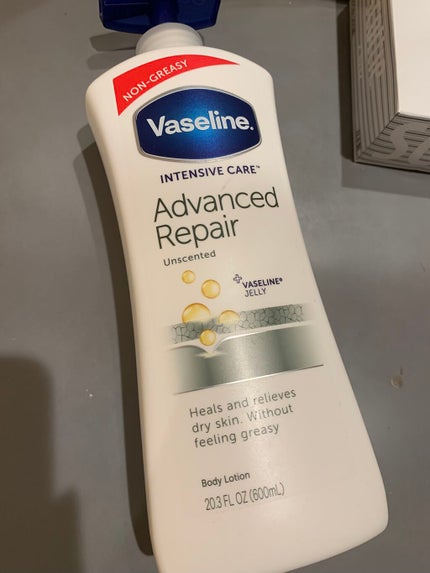 NON-GREASY
Vaseline.
INTENSIVE CARE™
Advanced
Repair
Unscented
VASELINE®
JELLY
Heals and relieves
dry skin. Without
feeling greasy
Body Lotion
20.3 FL OZ (600mL)